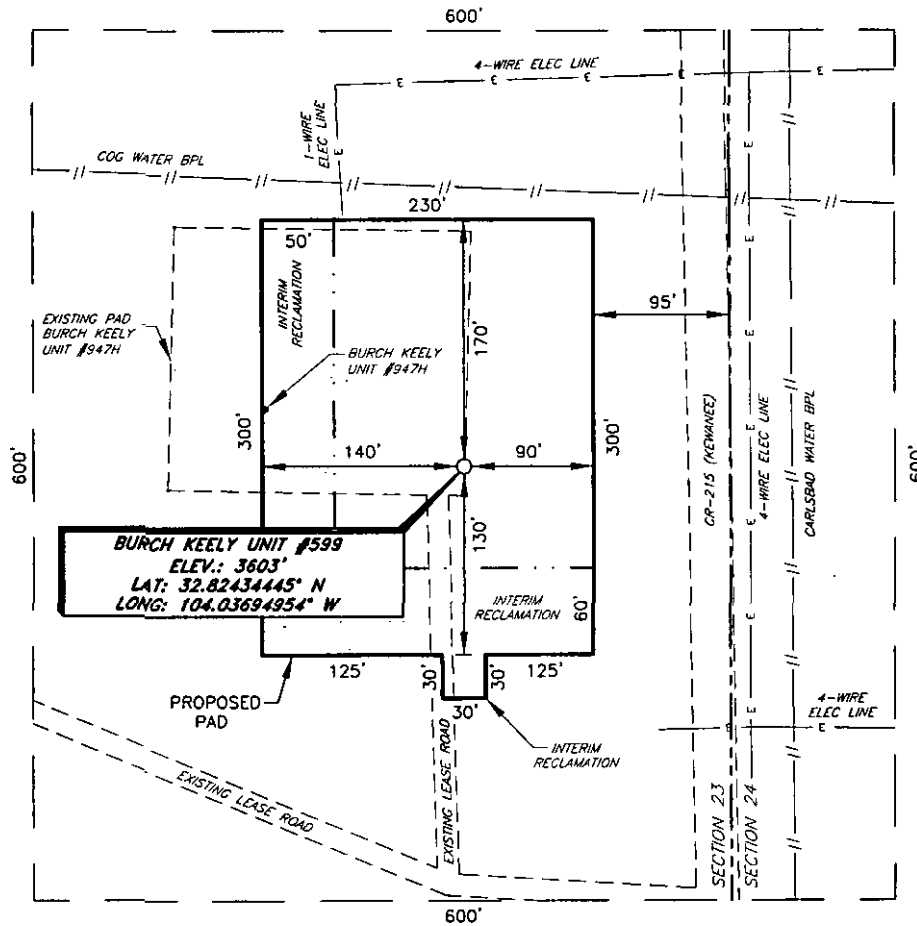 600'
4-WIRE ELEC LINE
E E E E E
1-WIRE
ELEC LINE
E
COG WATER BPL
230'
50'
INTERIM
RECLAMATION
95'
EXISTING PAD
BURCH KEELY
UNIT #947H
170'
BURCH KEELY
UNIT #947H
300'
300'
600'
600'
140'
90'
CR-215 (KEWANEE)
4-WIRE ELEC LINE
CARLSBAD WATER BPL
130'
BURCH KEELY UNIT #599
ELEV.: 3603'
LAT: 32.82434445° N
LONG: 104.03694954° W
INTERIM
RECLAMATION
60'
125'
30'
30'
125'
30'
PROPOSED
PAD
4-WIRE
ELEC LINE
E E
INTERIM
RECLAMATION
EXISTING LEASE ROAD
EXISTING LEASE ROAD
SECTION 23
SECTION 24
600'